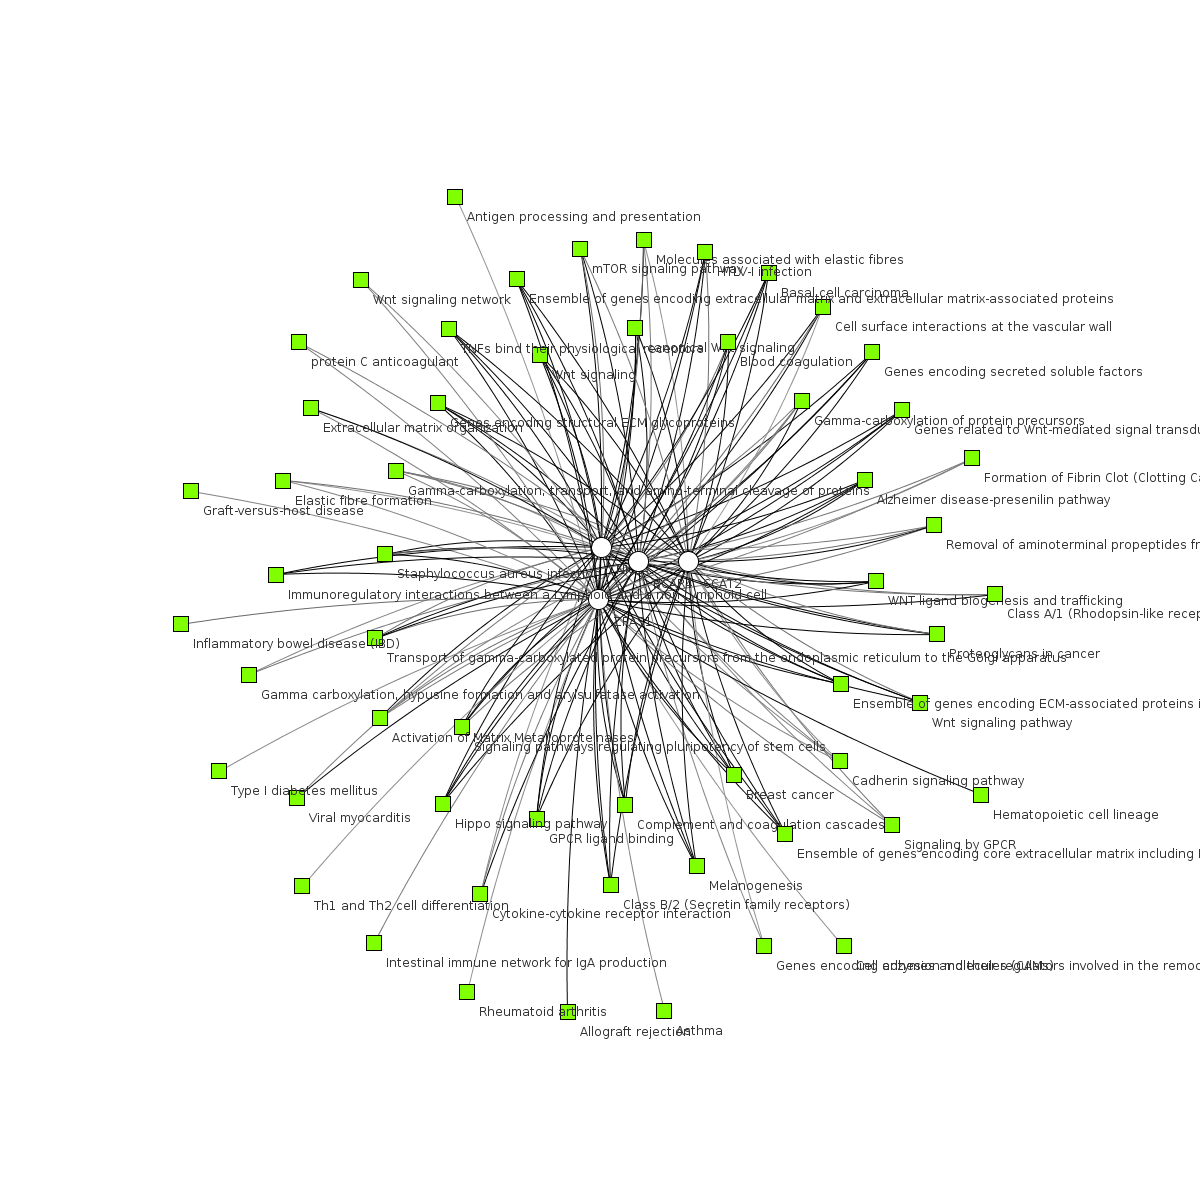 Antigen processing and presentation
Molecules associated with elastic fibres
mTOR signaling pathway
HTLV-I infection
Basal cell carcinoma
Wnt signaling network
Ensemble of genes encoding extracellular matrix and extracellular matrix-associated proteins
Cell surface interactions at the vascular wall
TNFs bind their physiological receptors
canonical Wnt signaling
protein C anticoagulant
Blood coagulation
Wnt signaling
Genes encoding secreted soluble factors
Gamma-carboxylation of protein precursors
Genes encoding structural ECM glycoproteins
Extracellular matrix organization
Genes related to Wnt-mediated signal transdu
Formation of Fibrin Clot (Clotting Ca
Gamma-carboxylation, transport, and amino-terminal cleavage of proteins
Elastic fibre formation
Alzheimer disease-presenilin pathway
Graft-versus-host disease
Removal of aminoterminal propeptides fr
Staphylococcus aureus infection
CCAT2
Immunoregulatory interactions between a Lymphoid and a non-Lymphoid cell
WNT ligand biogenesis and trafficking
Class A/1 (Rhodopsin-like recep
Inflammatory bowel disease (IBD)
Proteoglycans in cancer
Transport of gamma-carboxylated protein precursors from the endoplasmic reticulum to the Golgi apparatus
Gamma carboxylation, hypusine formation and arylsulfatase activation
Ensemble of genes encoding ECM-associated proteins i
Wnt signaling pathway
Activation of Matrix Metalloproteinases
Signaling pathways regulating pluripotency of stem cells
Cadherin signaling pathway
Type I diabetes mellitus
Breast cancer
Hematopoietic cell lineage
Viral myocarditis
Hippo signaling pathway
Complement and coagulation cascades
GPCR ligand binding
Signaling by GPCR
Ensemble of genes encoding core extracellular matrix including
Melanogenesis
Th1 and Th2 cell differentiation
Class B/2 (Secretin family receptors)
Cytokine-cytokine receptor interaction
Intestinal immune network for IgA production
Genes encoding enzymes and their regulators involved in the remod
Cell adhesion molecules (CAMs)
Rheumatoid arthritis
Allograft rejection
Asthma